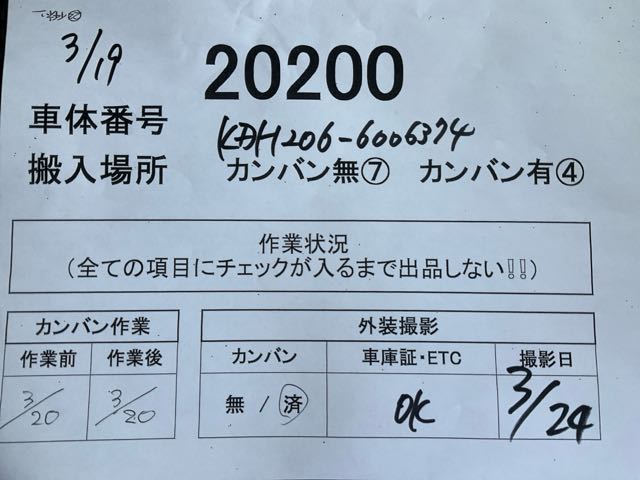 3/19
20200
車体番号 KDH206-6006374
搬入場所 カンバン無⑦ カンバン有④
作業状況
(全ての項目にチェックが入るまで出品しない!!)
カンバン作業 外装撮影
作業前 作業後 カンバン 車庫証・ETC 撮影日
3/20 3/20 無 / 済 OK 3/24